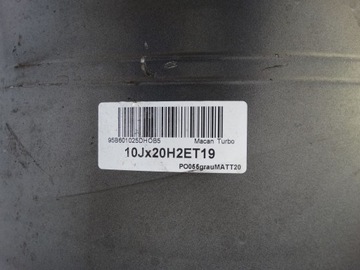 95B601025DHOB5 Macan Turbo
10Jx20H2ET19
PO055grauMATT20